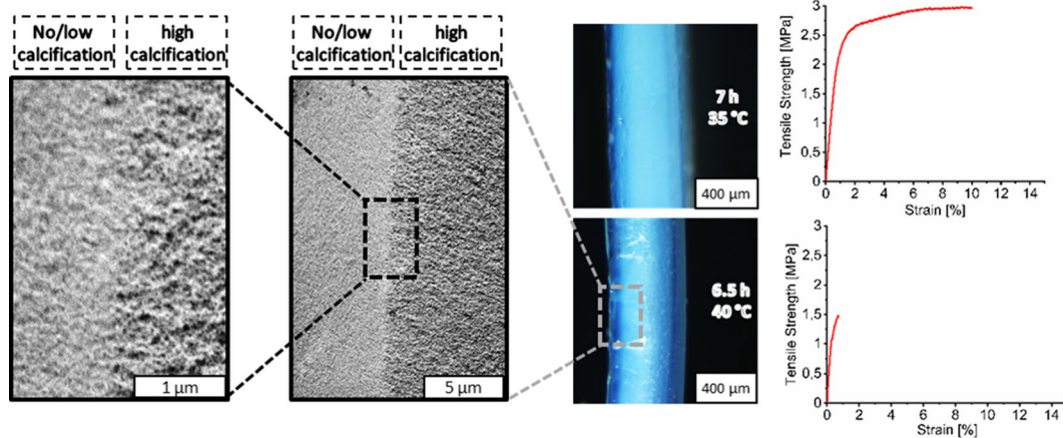 No/low
calcification
high
calcification
1 µm
No/low
calcification
high
calcification
5 µm
7 h
35 °C
400 µm
6.5 h
40 °C
400 µm
Tensile Strength [MPa]
3
2.5
2
1.5
1
0.5
0
0 2 4 6 8 10 12 14
Strain [%]
Tensile Strength [MPa]
3
2.5
2
1.5
1
0.5
0
0 2 4 6 8 10 12 14
Strain [%]